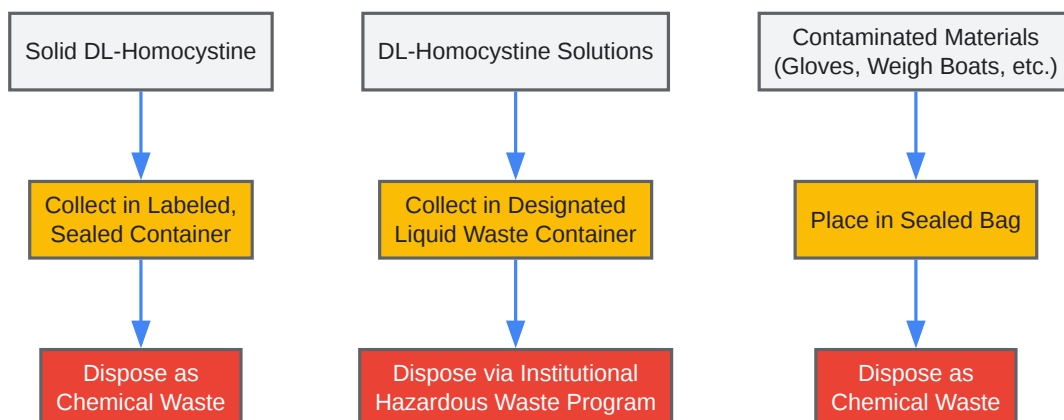 Solid DL-Homocystine
DL-Homocystine Solutions
Contaminated Materials
(Gloves, Weigh Boats, etc.)
Collect in Labeled,
Sealed Container
Collect in Designated
Liquid Waste Container
Place in Sealed Bag
Dispose as
Chemical Waste
Dispose via Institutional
Hazardous Waste Program
Dispose as
Chemical Waste